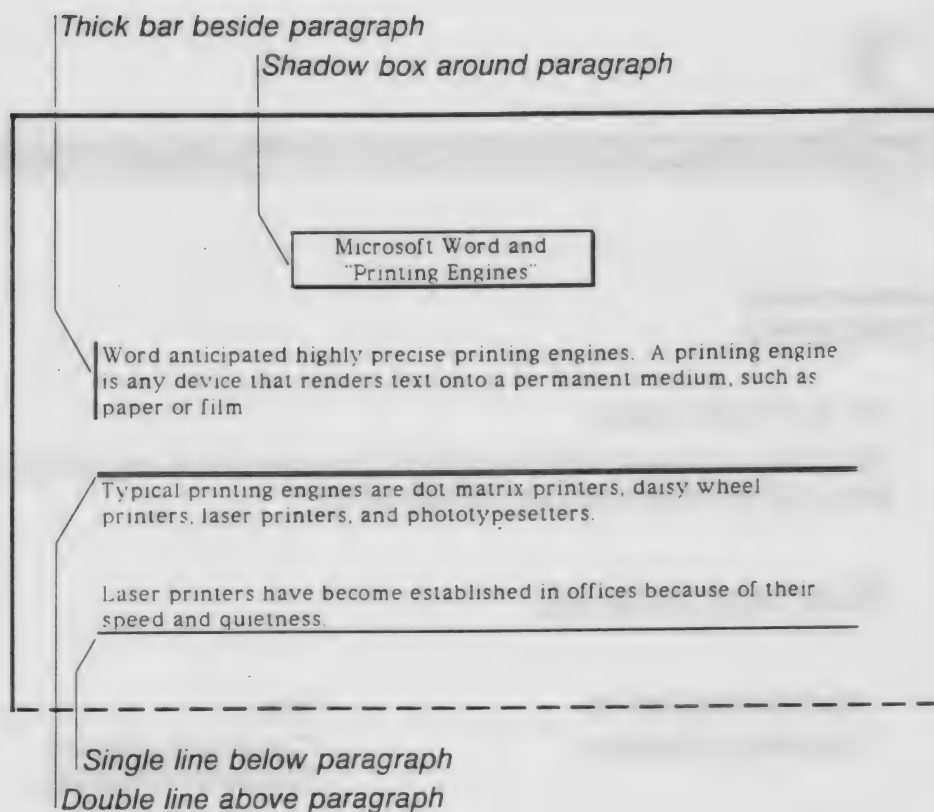 Thick bar beside paragraph
Shadow box around paragraph
Microsoft Word and
"Printing Engines"
Word anticipated highly precise printing engines. A printing engine
is any device that renders text onto a permanent medium, such as
paper or film
Typical printing engines are dot matrix printers, daisy wheel
printers, laser printers, and phototypesetters.
Laser printers have become established in offices because of their
speed and quietness.
Single line below paragraph
Double line above paragraph